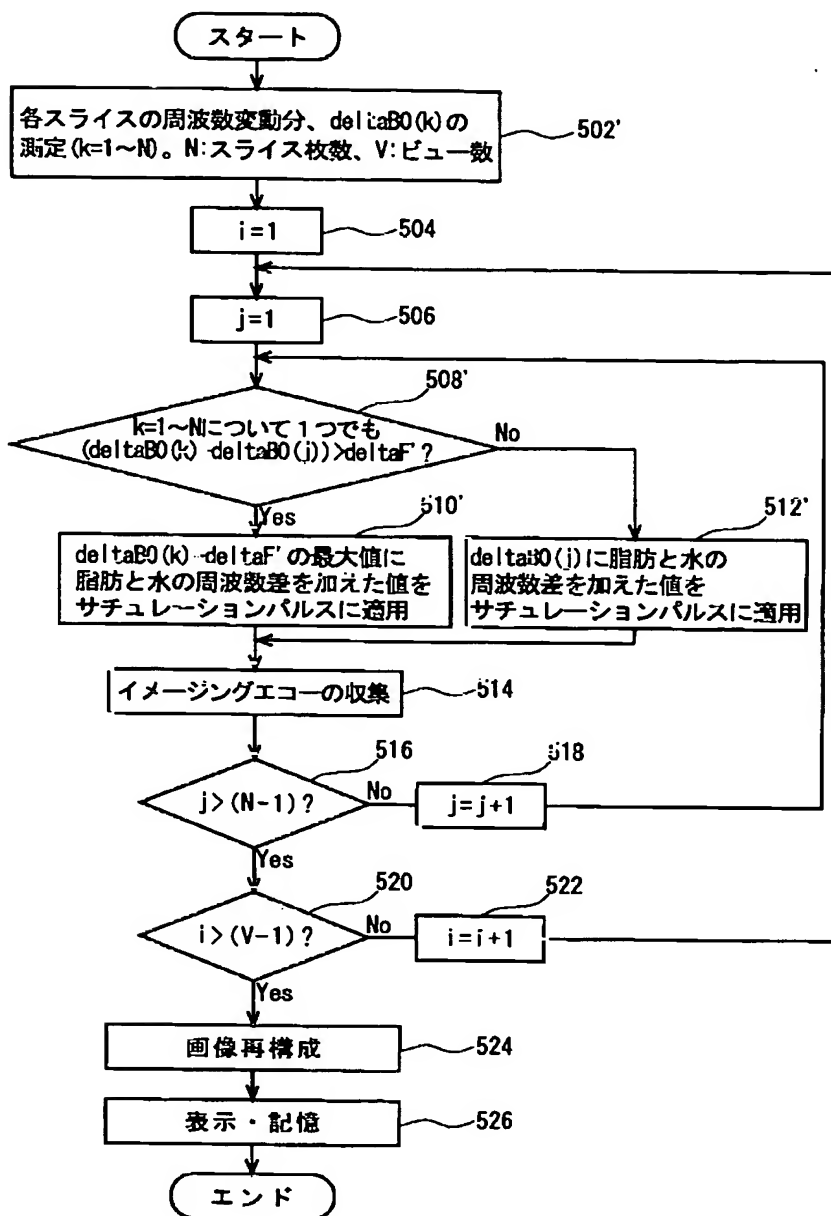 スタート
各スライスの周波数変動分、deltaB0(k)の
測定(k=1~N)。N:スライス枚数、V:ビュー数
502'
i=1
504
j=1
506
508'
k=1~Nについて1つでも
(deltaB0(k)-deltaB0(j))>deltaF'?
No
Yes
510'
deltaB0(k)-deltaF'の最大値に
脂肪と水の周波数差を加えた値を
サチュレーションパルスに適用
512'
deltaB0(j)に脂肪と水の
周波数差を加えた値を
サチュレーションパルスに適用
イメージングエコーの収集
514
516
j>(N-1)?
No
518
j=j+1
Yes
520
i>(V-1)?
No
522
i=i+1
Yes
画像再構成
524
表示・記憶
526
エンド